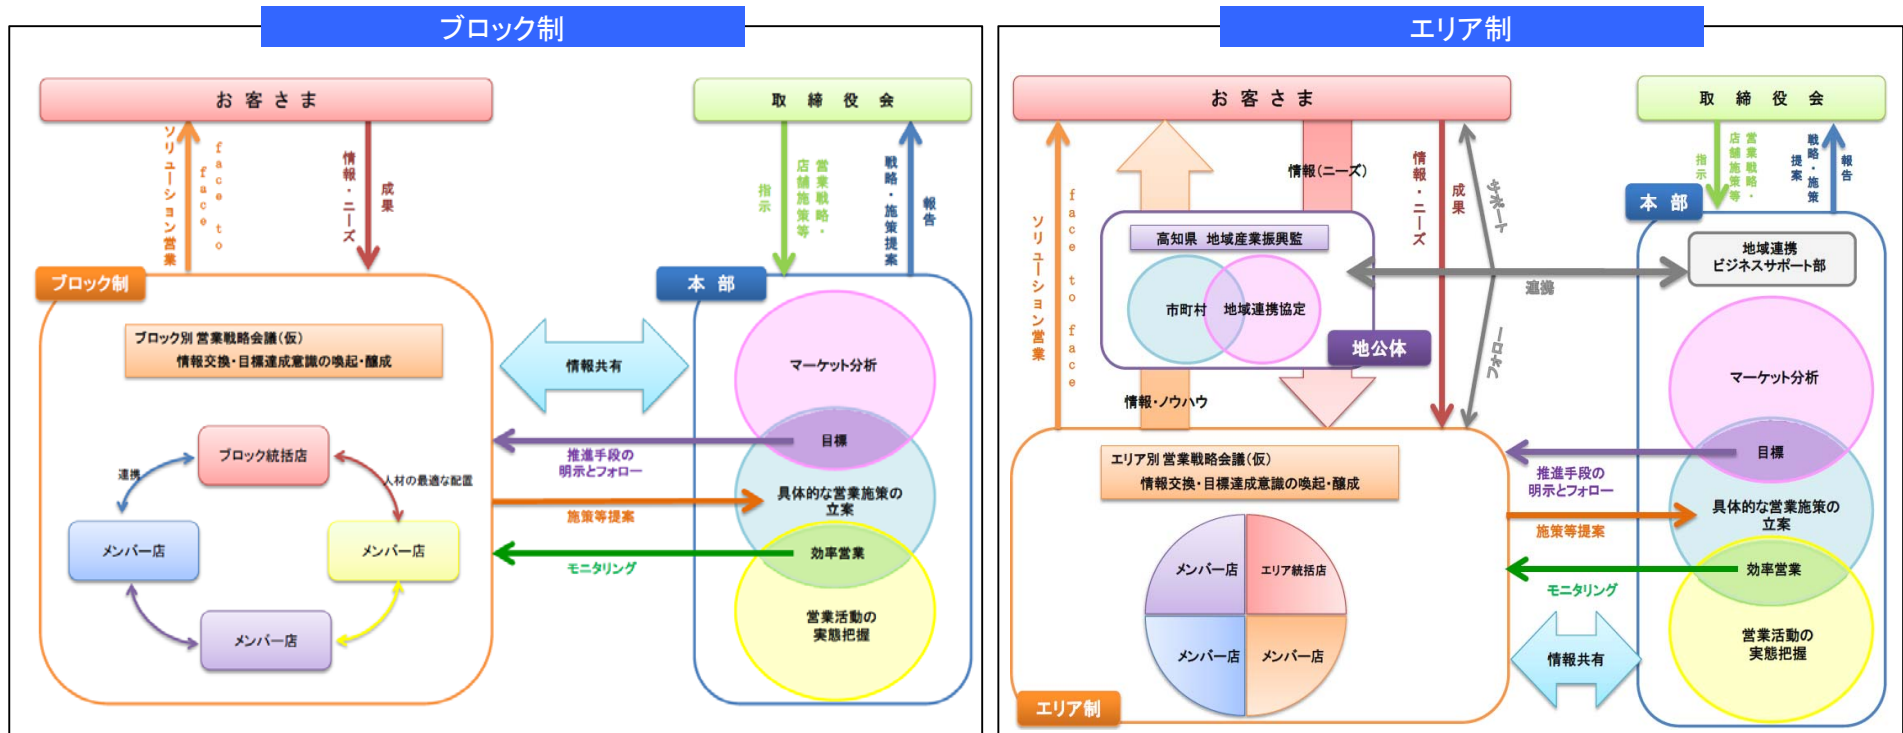 ブロック制
お客さま
取締役会
ソリューション営業
face to
face
情報・ニーズ
成果
指示
営業戦略・
店舗施策等
戦略・施策提案
報告
ブロック制
本部
ブロック別 営業戦略会議(仮)
情報交換・目標達成意識の喚起・醸成
情報共有
マーケット分析
目標
推進手段の
明示とフォロー
ブロック統括店
連携
人材の最適な配置
具体的な営業施策の
立案
施策等提案
メンバー店
メンバー店
効率営業
モニタリング
メンバー店
営業活動の
実態把握
エリア制
お客さま
取締役会
ソリューション営業
face to face
情報(ニーズ)
情報・ニーズ
成果
指示
営業戦略・
店舗施策等
戦略・施策
提案
報告
本部
高知県 地域産業振興監
市町村
地域連携協定
地公体
地域連携
ビジネスサポート部
連携
フォロー
情報・ノウハウ
マーケット分析
目標
推進手段の
明示とフォロー
エリア別 営業戦略会議(仮)
情報交換・目標達成意識の喚起・醸成
具体的な営業施策の
立案
施策等提案
メンバー店
エリア統括店
効率営業
モニタリング
メンバー店
メンバー店
営業活動の
実態把握
情報共有
エリア制